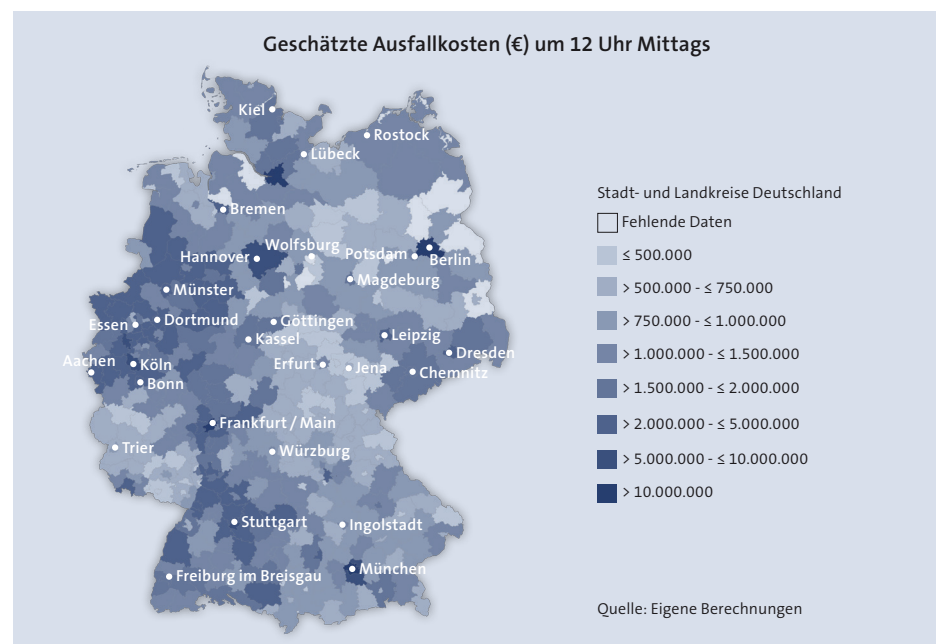 Geschätzte Ausfallkosten (€) um 12 Uhr Mittags
Kiel
Rostock
Lübeck
Bremen
Wolfsburg
Hannover
Potsdam
Berlin
Magdeburg
Münster
Essen
Dortmund
Göttingen
Kassel
Leipzig
Dresden
Aachen
Köln
Erfurt
Jena
Chemnitz
Bonn
Frankfurt / Main
Trier
Würzburg
Stuttgart
Ingolstadt
München
Freiburg im Breisgau
Stadt- und Landkreise Deutschland
Fehlende Daten
≤ 500.000
> 500.000 - ≤ 750.000
> 750.000 - ≤ 1.000.000
> 1.000.000 - ≤ 1.500.000
> 1.500.000 - ≤ 2.000.000
> 2.000.000 - ≤ 5.000.000
> 5.000.000 - ≤ 10.000.000
> 10.000.000
Quelle: Eigene Berechnungen